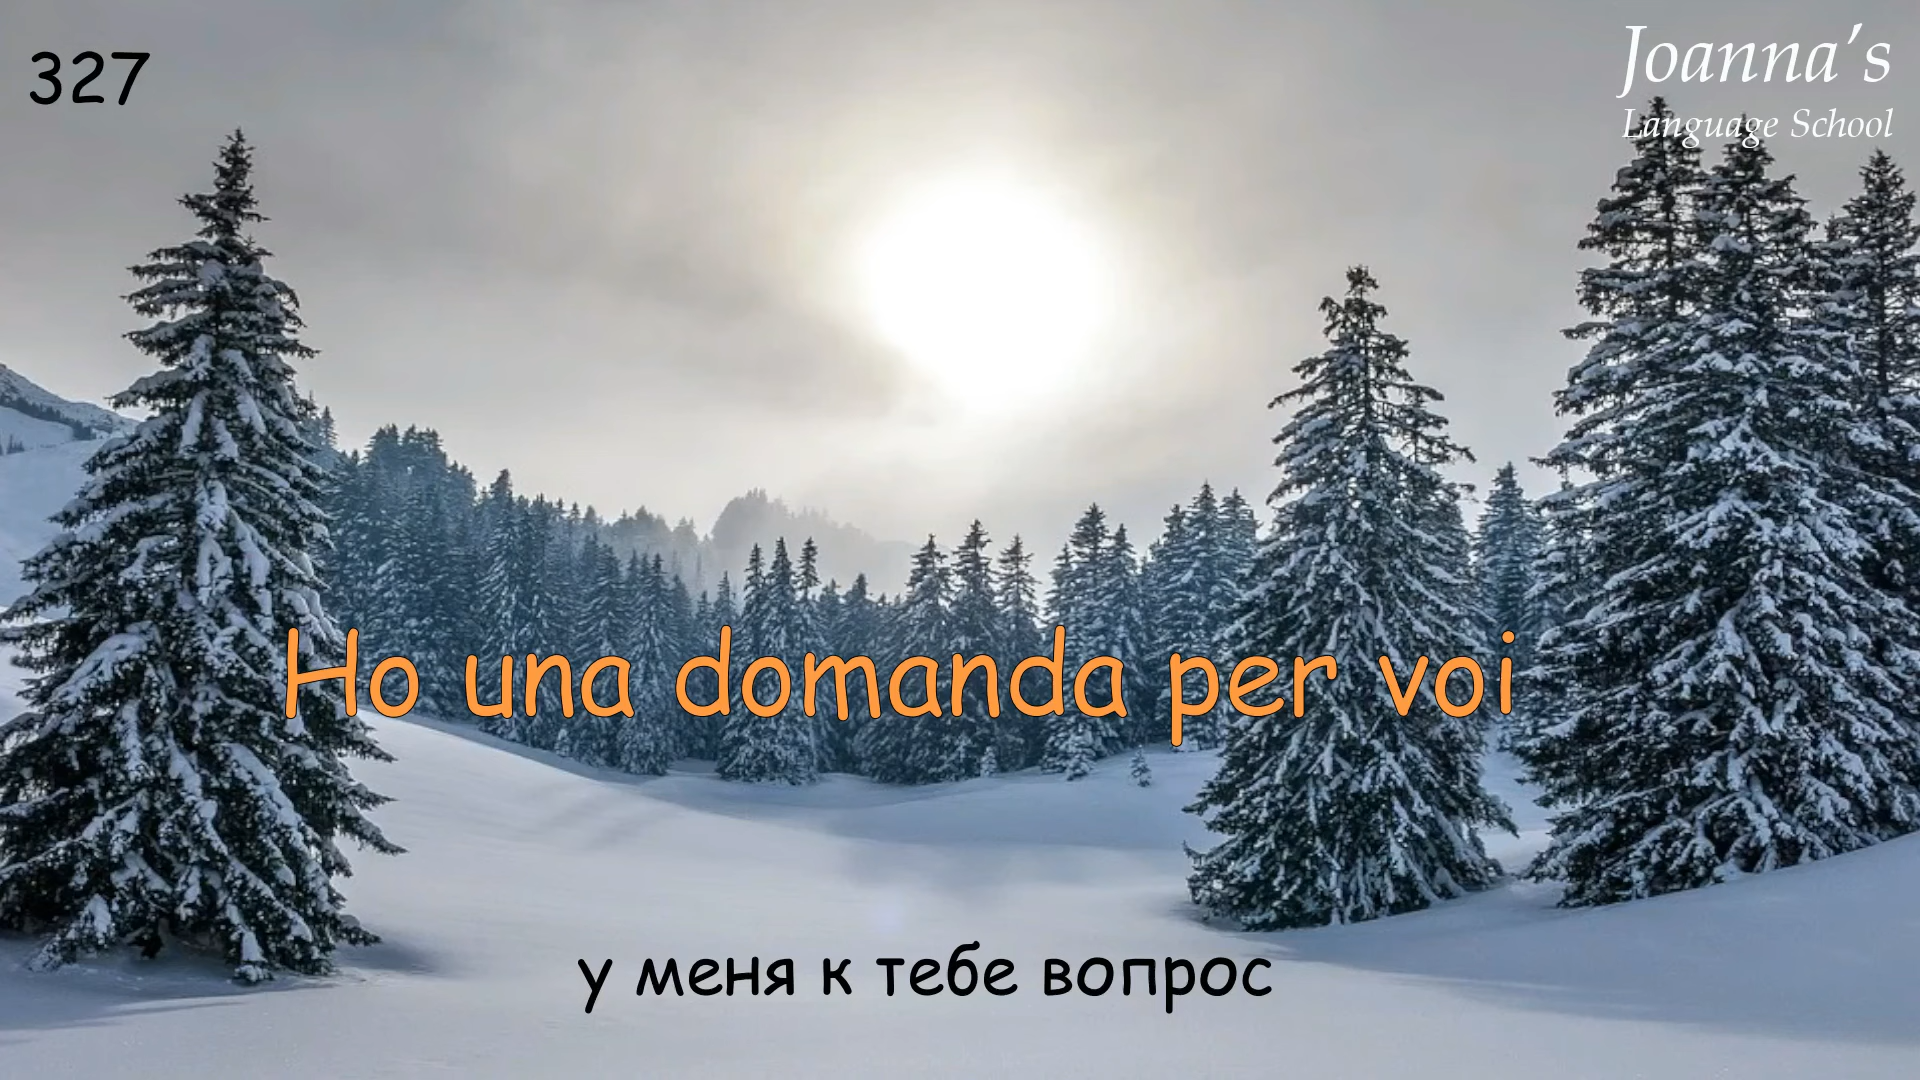 327
Joanna's
Language School
Ho una domanda per voi
у меня к тебе вопрос